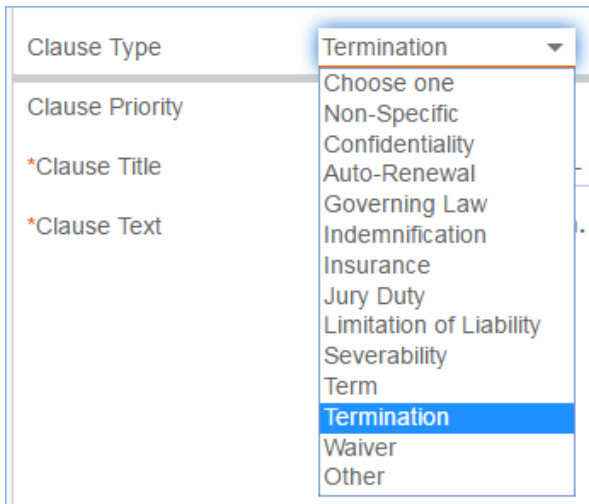 Clause Type
Termination
Choose one
Clause Priority
Non-Specific
Confidentiality
*Clause Title
Auto-Renewal
Governing Law
*Clause Text
Indemnification
Insurance
Jury Duty
Limitation of Liability
Severability
Term
Termination
Waiver
Other